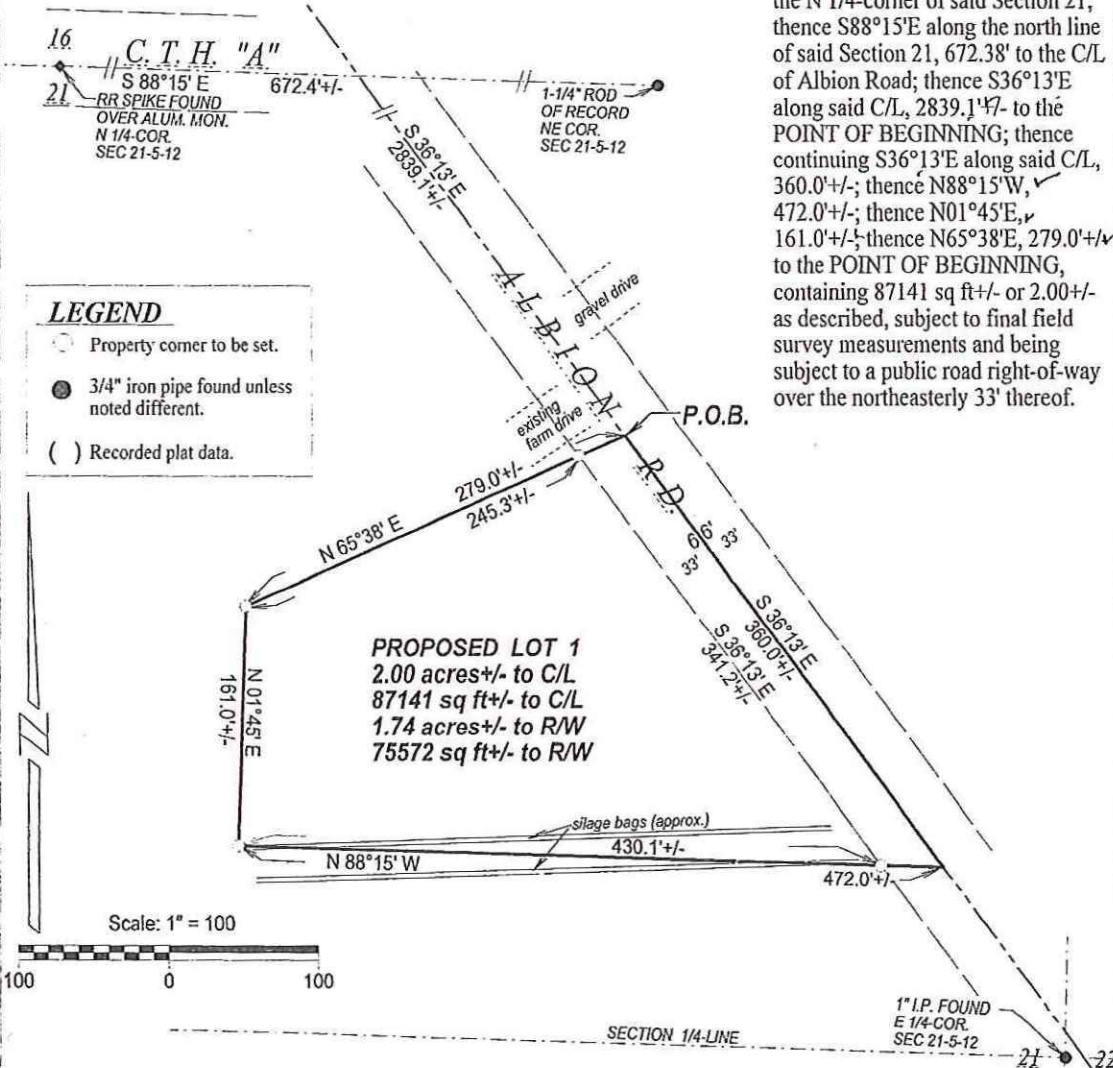 16
C. T. H. "A"
S 88°15' E
672.4'+/-
21
RR SPIKE FOUND
OVER ALUM. MON.
N 1/4-COR.
SEC 21-5-12
1-1/4" ROD
OF RECORD
NE COR.
SEC 21-5-12
S 36°13' E
2839.1'+/-
the N 1/4-corner of said Section 21;
thence S88°15'E along the north line
of said Section 21, 672.38' to the C/L
of Albion Road; thence S36°13'E
along said C/L, 2839.1'+/- to the
POINT OF BEGINNING; thence
continuing S36°13'E along said C/L,
360.0'+/-; thence N88°15'W,
472.0'+/-; thence N01°45'E,
161.0'+/-; thence N65°38'E, 279.0'+/-
to the POINT OF BEGINNING,
containing 87141 sq ft+/- or 2.00+/-
as described, subject to final field
survey measurements and being
subject to a public road right-of-way
over the northeasterly 33' thereof.
LEGEND
Property corner to be set.
3/4" iron pipe found unless
noted different.
( ) Recorded plat data.
ALBION RD.
gravel drive
existing
farm drive
P.O.B.
279.0'+/-
N 65°38' E
245.3'+/-
66'
33'
33'
S 36°13' E
360.0'+/-
S 36°13' E
341.2'+/-
N 01°45' E
161.0'+/-
PROPOSED LOT 1
2.00 acres+/- to C/L
87141 sq ft+/- to C/L
1.74 acres+/- to R/W
75572 sq ft+/- to R/W
silage bags (approx.)
430.1'+/-
N 88°15' W
472.0'+/-
Scale: 1" = 100
100 0 100
SECTION 1/4-LINE
1" I.P. FOUND
E 1/4-COR.
SEC 21-5-12
21 22